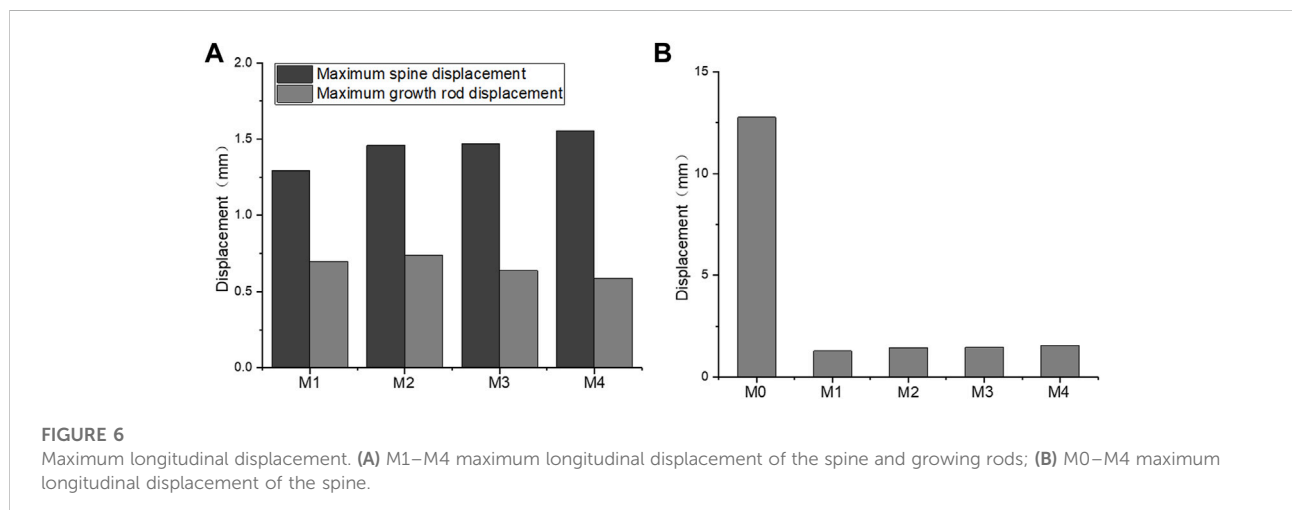 A
Displacement（mm）
2.0
1.5
1.0
0.5
0.0
Maximum spine displacement
Maximum growth rod displacement
M1 M2 M3 M4
B
Displacement（mm）
15
10
5
0
M0 M1 M2 M3 M4
FIGURE 6
Maximum longitudinal displacement. (A) M1–M4 maximum longitudinal displacement of the spine and growing rods; (B) M0–M4 maximum
longitudinal displacement of the spine.